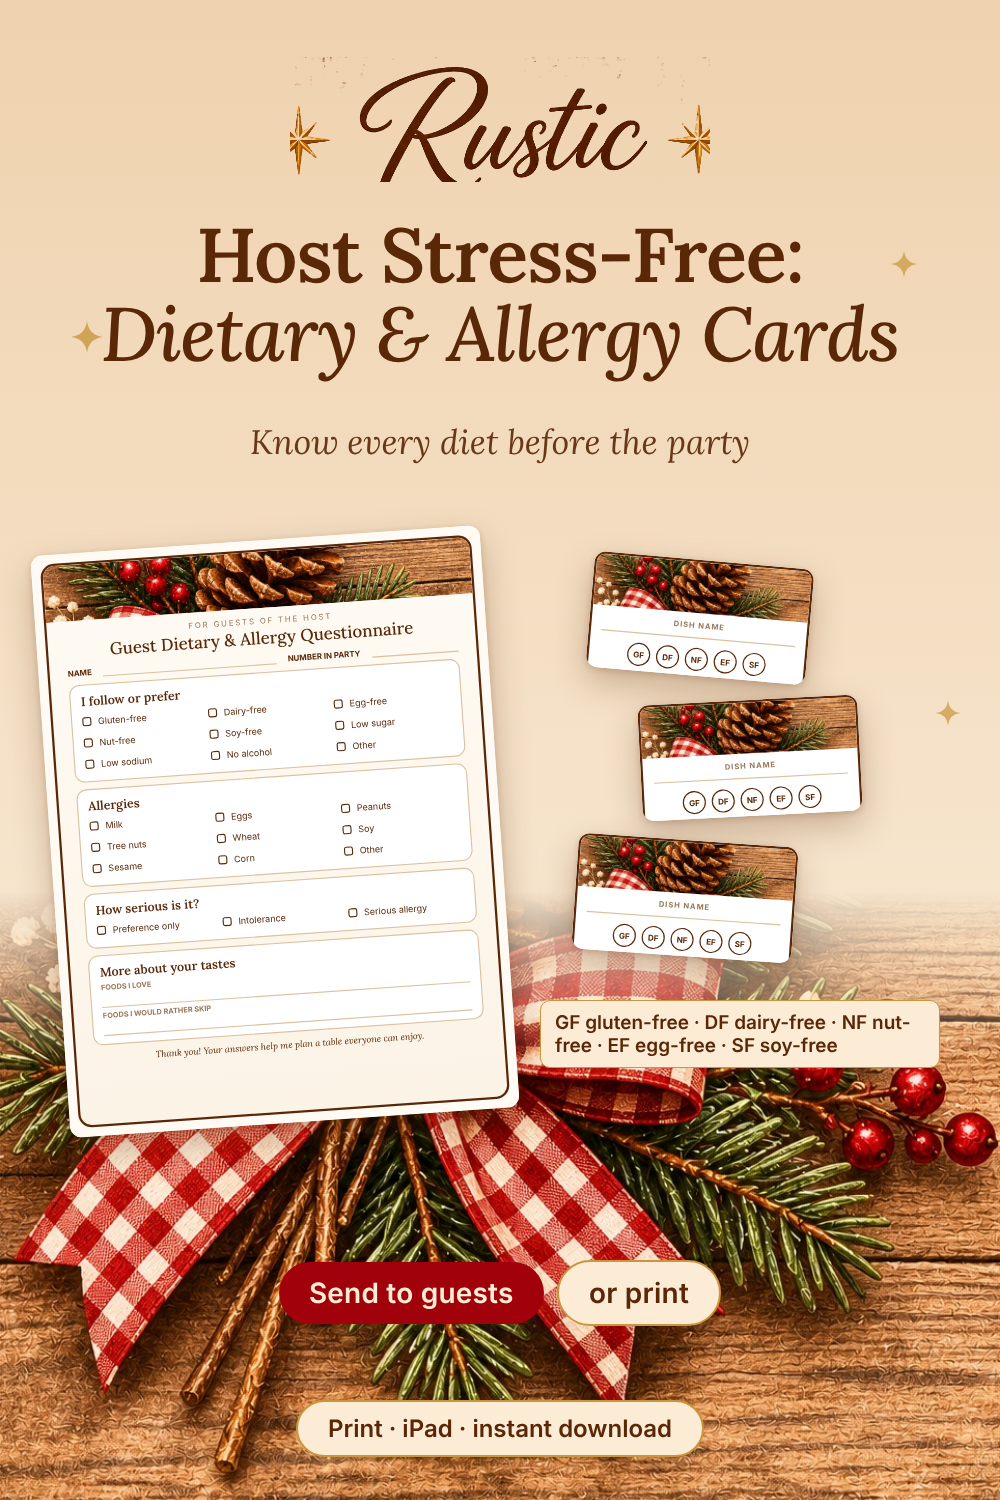 Rustic
Host Stress-Free:
Dietary & Allergy Cards
Know every diet before the party
FOR GUESTS OF THE HOST
Guest Dietary & Allergy Questionnaire
NAME
NUMBER IN PARTY
I follow or prefer
Gluten-free
Dairy-free
Egg-free
Nut-free
Soy-free
Low sugar
Low sodium
No alcohol
Other
Allergies
Milk
Eggs
Peanuts
Tree nuts
Wheat
Soy
Sesame
Corn
Other
How serious is it?
Preference only
Intolerance
Serious allergy
More about your tastes
FOODS I LOVE
FOODS I WOULD RATHER SKIP
Thank you! Your answers help me plan a table everyone can enjoy.
DISH NAME
GF DF NF EF SF
DISH NAME
GF DF NF EF SF
DISH NAME
GF DF NF EF SF
GF gluten-free · DF dairy-free · NF nut-
free · EF egg-free · SF soy-free
Send to guests
or print
Print · iPad · instant download